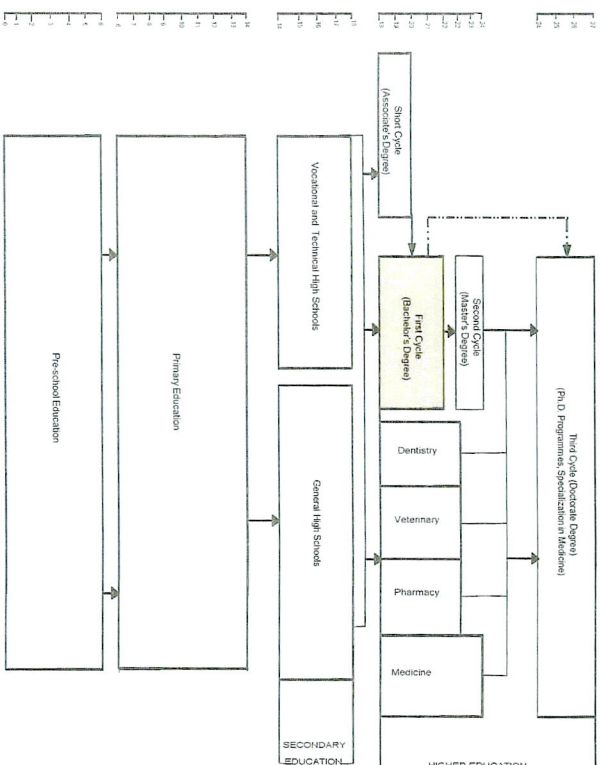 Third Cycle (Doctorate Degree)
(Ph.D. Programmes, Specialization in Medicine)
Second Cycle
(Master's Degree)
Short Cycle
(Associate's Degree)
First Cycle
(Bachelor's Degree)
Dentistry
Veterinary
Pharmacy
Medicine
HIGHER EDUCATION
Vocational and Technical High Schools
General High Schools
SECONDARY
EDUCATION
Primary Education
Pre-school Education